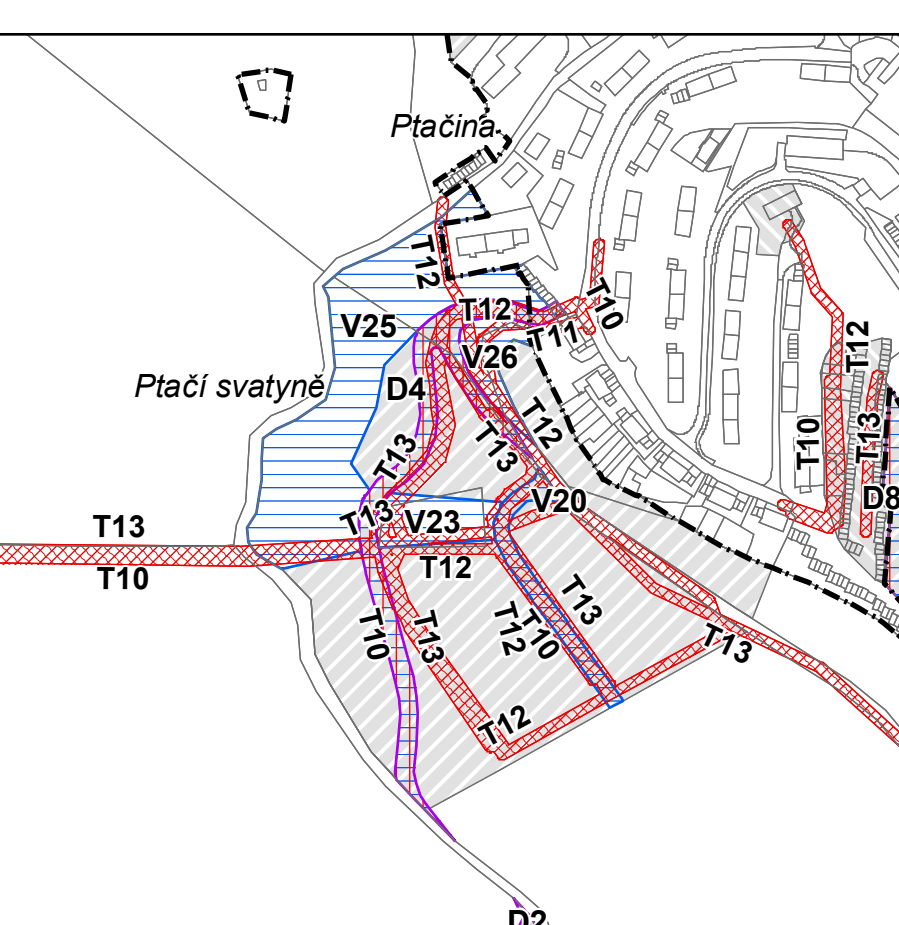 Ptačina
T12
T10
T12
V25
T11
T12
V26
Ptačí svatyně
D4
T12
T13
T13
T10
T13
D8
V20
T13
V23
T13
T12
T10
T13
T10
T13
T12
T10
T13
T12
D2